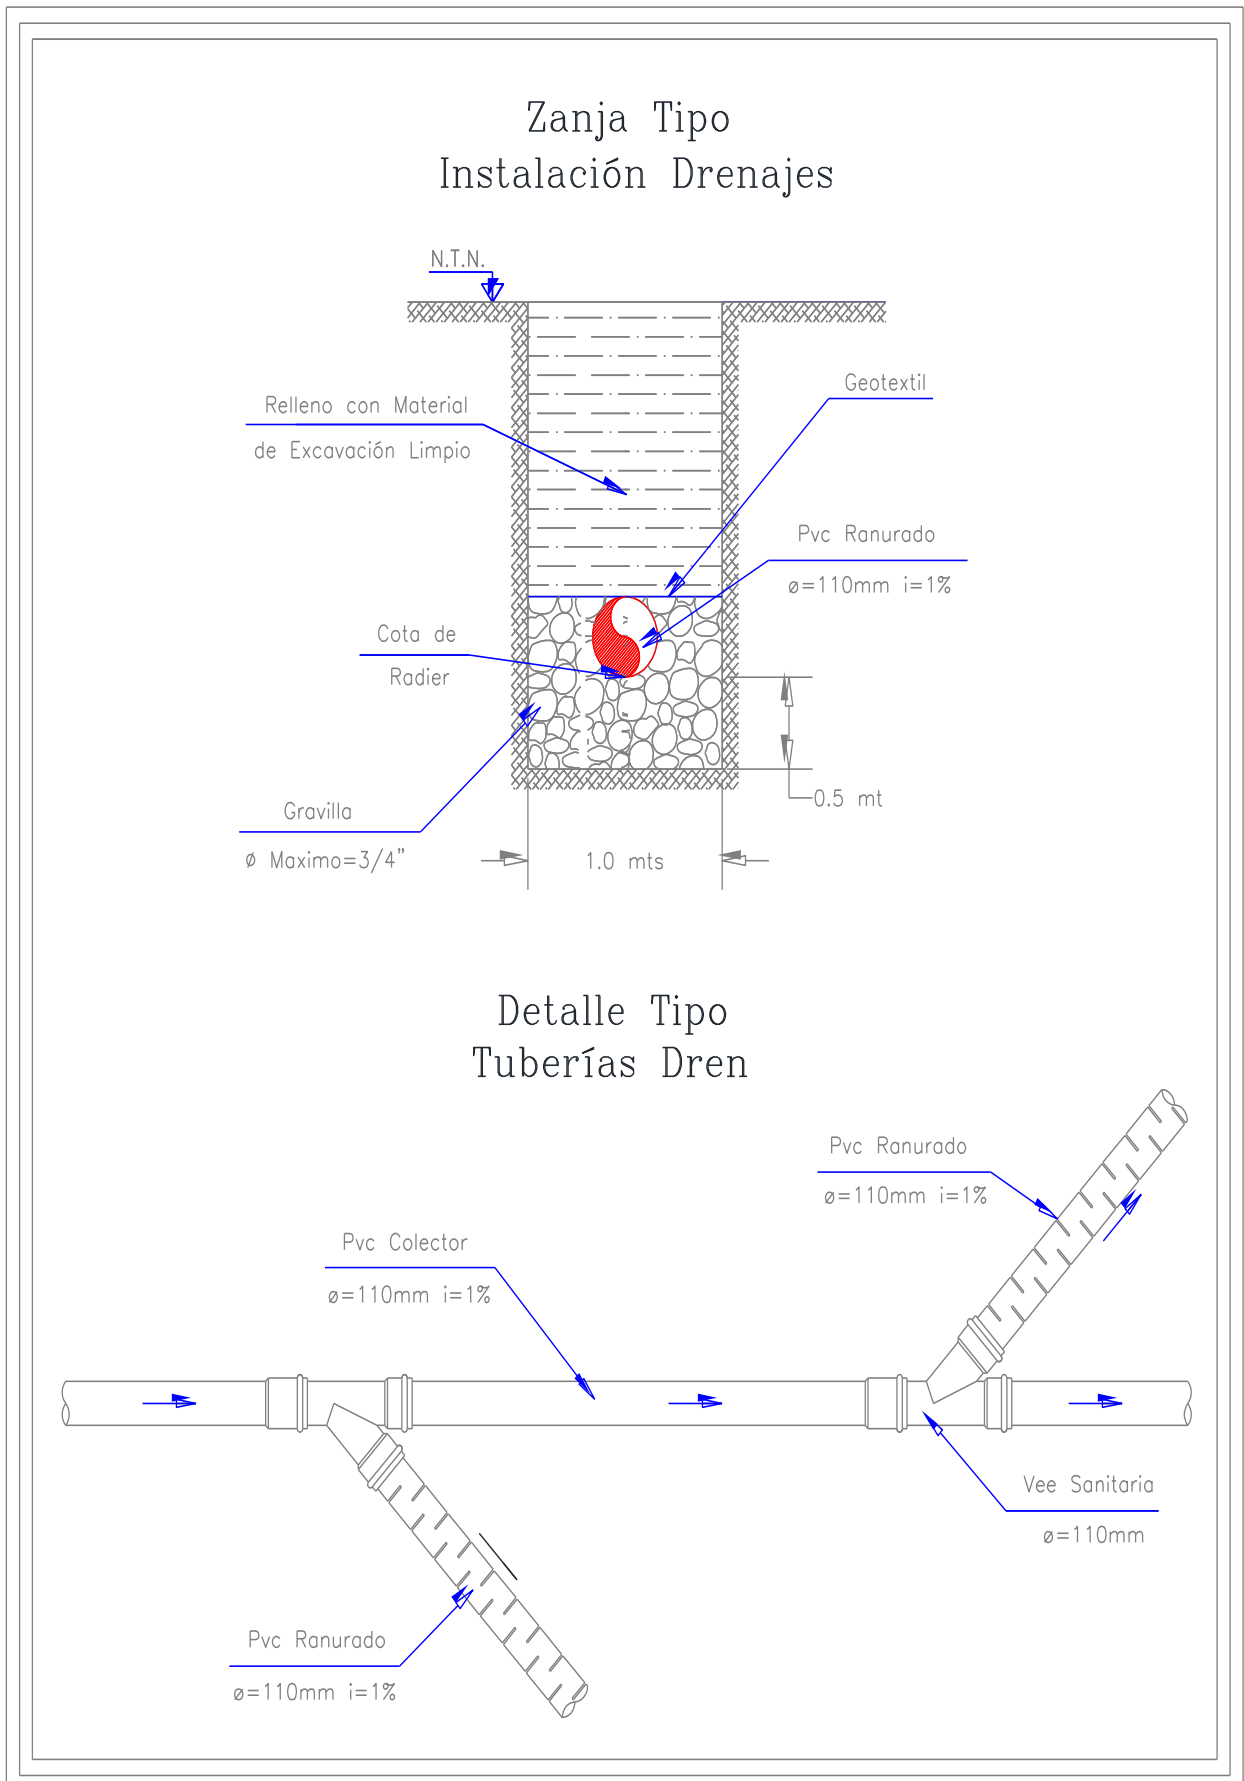 Zanja Tipo
Instalación Drenajes
N.T.N.
Geotextil
Relleno con Material
de Excavación Limpio
Pvc Ranurado
ø=110mm i=1%
Cota de
Radier
0.5 mt
Gravilla
ø Maximo=3/4"
1.0 mts
Detalle Tipo
Tuberías Dren
Pvc Ranurado
ø=110mm i=1%
Pvc Colector
ø=110mm i=1%
Vee Sanitaria
ø=110mm
Pvc Ranurado
ø=110mm i=1%